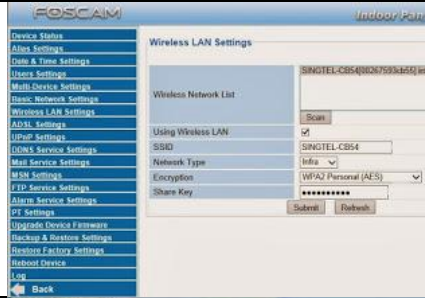 FOSCAM
Indoor Pan
Device Status
Alias Settings
Date & Time Settings
Users Settings
Multi-Device Settings
Basic Network Settings
Wireless LAN Settings
ADSL Settings
UPnP Settings
DDNS Service Settings
Mail Service Settings
MSN Settings
FTP Service Settings
Alarm Service Settings
PT Settings
Upgrade Device Firmware
Backup & Restore Settings
Restore Factory Settings
Reboot Device
Log
Back
Wireless LAN Settings
Wireless Network List
SINGTEL-CB54[00267593cb55] in
Scan
Using Wireless LAN
SSID
SINGTEL-CB54
Network Type
Infra
Encryption
WPA2 Personal (AES)
Share Key
••••••••••
Submit
Refresh